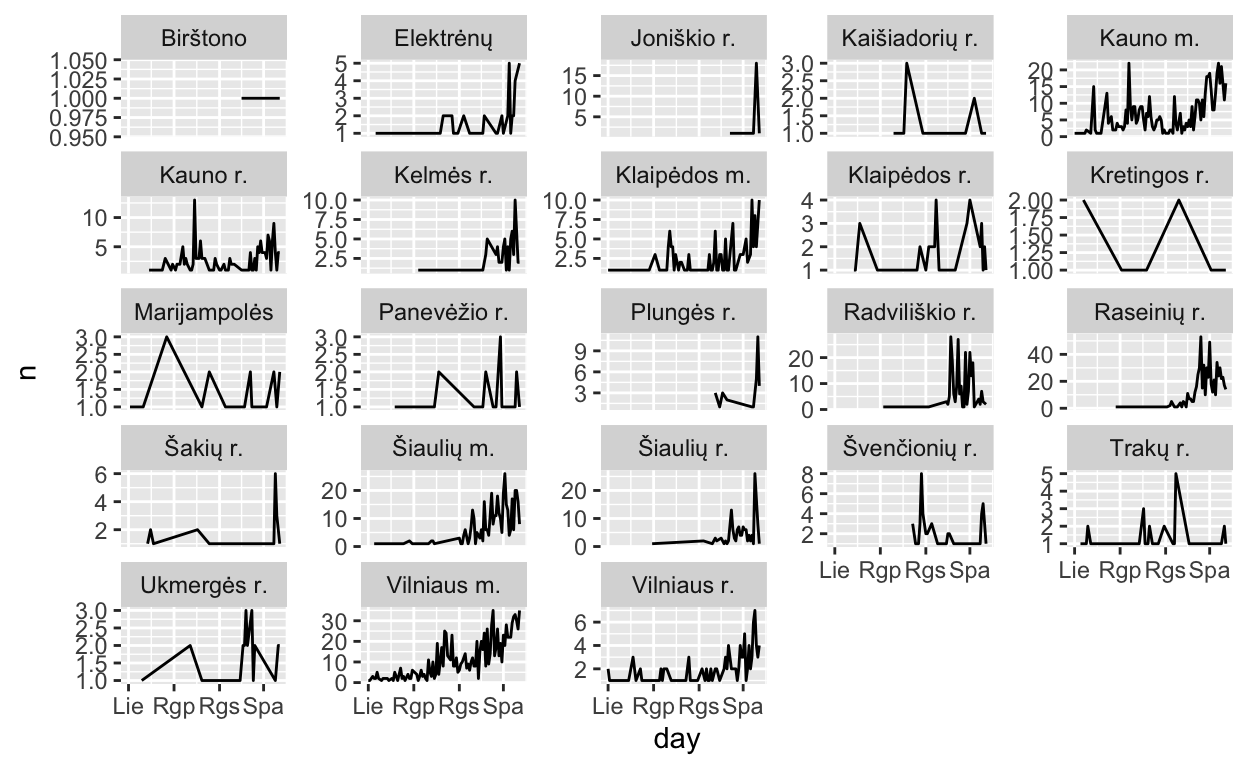 Birštono Elektrėnų Joniškio r. Kaišiadorių r. Kauno m.
1.050 1.025 1.000 0.975 0.950
5 4 3 2 1
15 10 5
3.0 2.5 2.0 1.5 1.0
20 15 10 5 0
Kauno r. Kelmės r. Klaipėdos m. Klaipėdos r. Kretingos r.
10 5
10.0 7.5 5.0 2.5
10.0 7.5 5.0 2.5
4 3 2 1
2.00 1.75 1.50 1.25 1.00
n
Marijampolės Panevėžio r. Plungės r. Radviliškio r. Raseinių r.
3.0 2.5 2.0 1.5 1.0
3.0 2.5 2.0 1.5 1.0
9 6 3
20 10 0
40 20 0
Šakių r. Šiaulių m. Šiaulių r. Švenčionių r. Trakų r.
6 4 2
20 10 0
20 10 0
8 6 4 2
5 4 3 2 1
Lie Rgp Rgs Spa Lie Rgp Rgs Spa
Ukmergės r. Vilniaus m. Vilniaus r.
3.0 2.5 2.0 1.5 1.0
30 20 10 0
6 4 2
Lie Rgp Rgs Spa Lie Rgp Rgs Spa Lie Rgp Rgs Spa
day